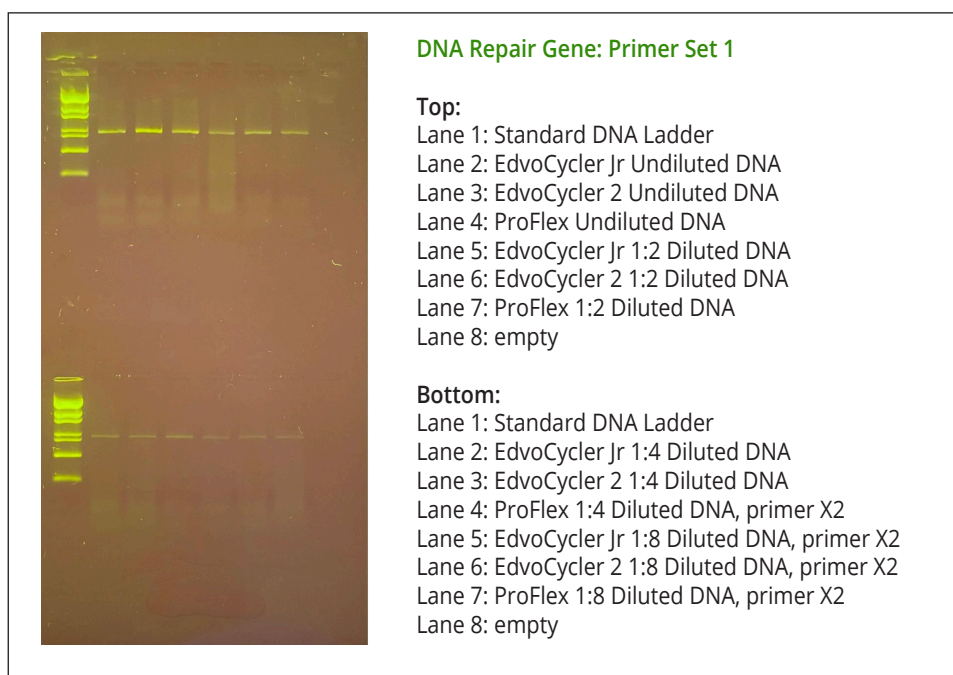 DNA Repair Gene: Primer Set 1
Top:
Lane 1: Standard DNA Ladder
Lane 2: EdvoCycler Jr Undiluted DNA
Lane 3: EdvoCycler 2 Undiluted DNA
Lane 4: ProFlex Undiluted DNA
Lane 5: EdvoCycler Jr 1:2 Diluted DNA
Lane 6: EdvoCycler 2 1:2 Diluted DNA
Lane 7: ProFlex 1:2 Diluted DNA
Lane 8: empty
Bottom:
Lane 1: Standard DNA Ladder
Lane 2: EdvoCycler Jr 1:4 Diluted DNA
Lane 3: EdvoCycler 2 1:4 Diluted DNA
Lane 4: ProFlex 1:4 Diluted DNA, primer X2
Lane 5: EdvoCycler Jr 1:8 Diluted DNA, primer X2
Lane 6: EdvoCycler 2 1:8 Diluted DNA, primer X2
Lane 7: ProFlex 1:8 Diluted DNA, primer X2
Lane 8: empty